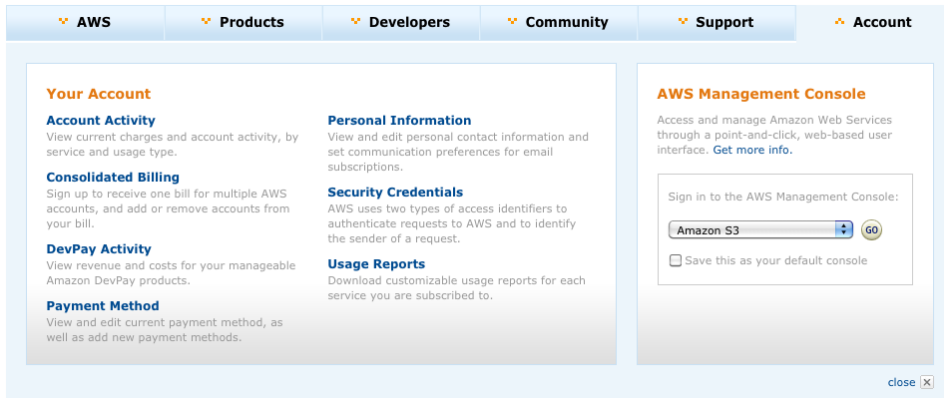 AWS
Products
Developers
Community
Support
Account
Your Account
Account Activity
View current charges and account activity, by
service and usage type.
Consolidated Billing
Sign up to receive one bill for multiple AWS
accounts, and add or remove accounts from
your bill.
DevPay Activity
View revenue and costs for your manageable
Amazon DevPay products.
Payment Method
View and edit current payment method, as
well as add new payment methods.
Personal Information
View and edit personal contact information and
set communication preferences for email
subscriptions.
Security Credentials
AWS uses two types of access identifiers to
authenticate requests to AWS and to identify
the sender of a request.
Usage Reports
Download customizable usage reports for each
service you are subscribed to.
AWS Management Console
Access and manage Amazon Web Services
through a point-and-click, web-based user
interface. Get more info.
Sign in to the AWS Management Console:
Amazon S3
GO
Save this as your default console
close